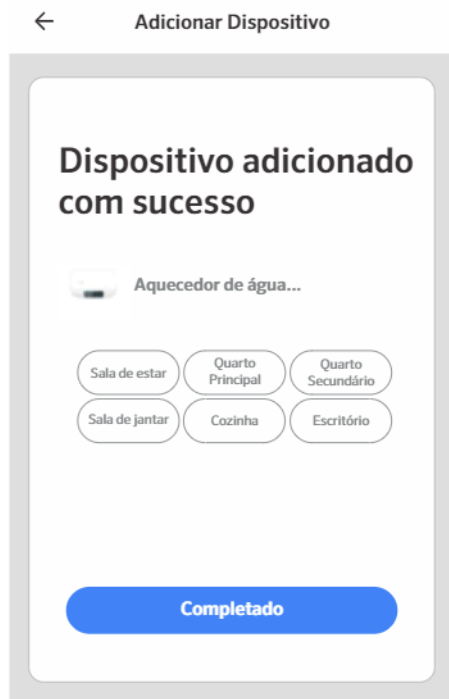 Adicionar Dispositivo
Dispositivo adicionado
com sucesso
Aquecedor de água...
Sala de estar
Quarto
Principal
Quarto
Secundário
Sala de jantar
Cozinha
Escritório
Completado